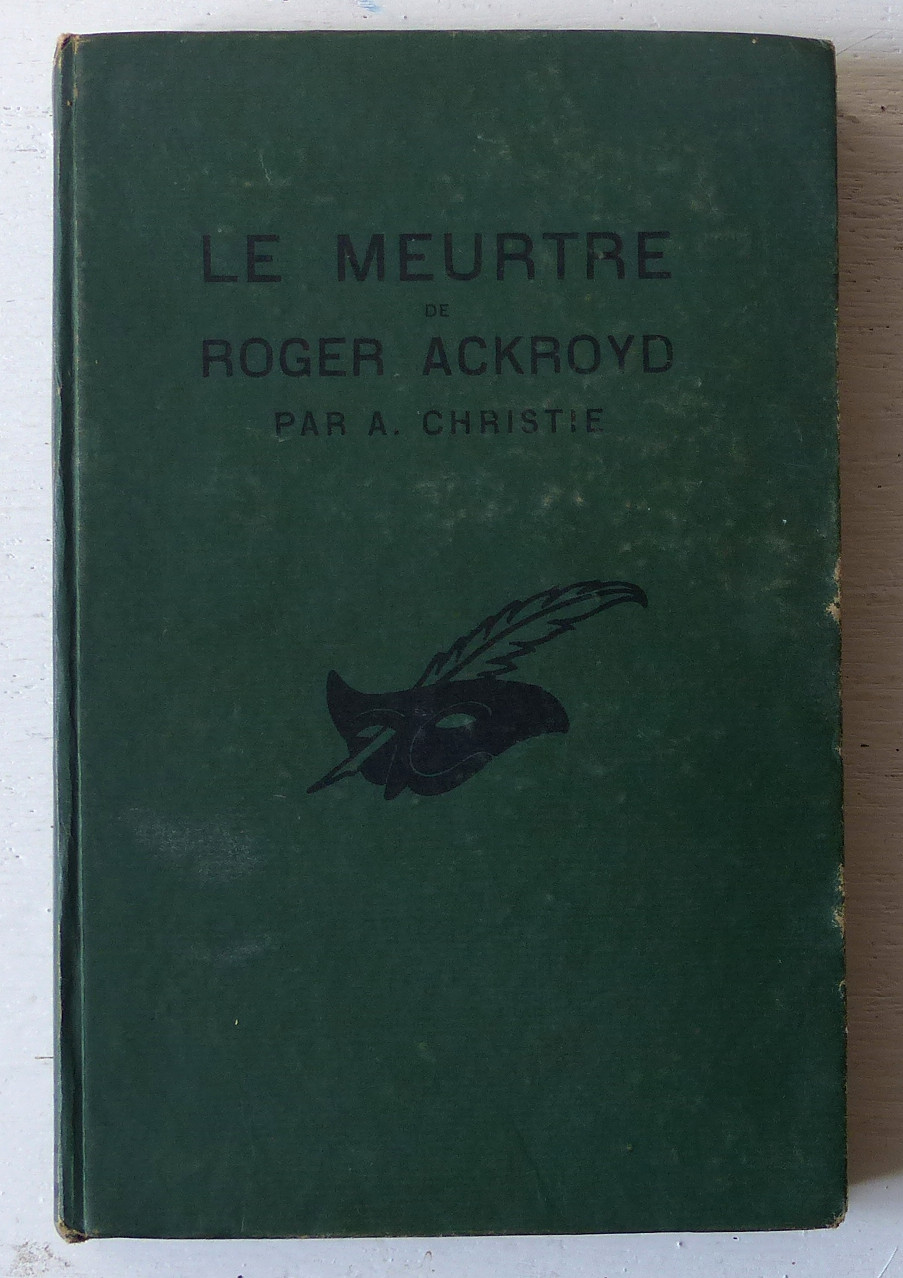 LE MEURTRE
DE
ROGER ACKROYD
PAR A. CHRISTIE